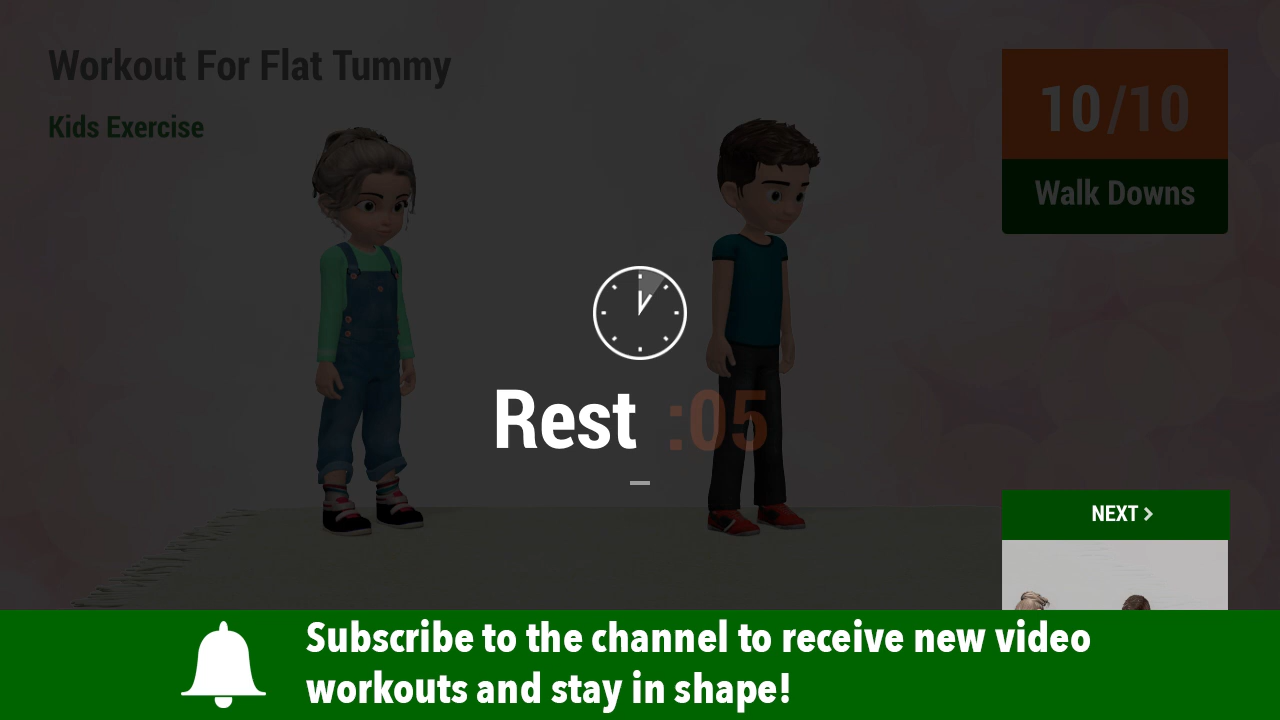 Workout For Flat Tummy
Kids Exercise
10/10
Walk Downs
Rest :05
NEXT >
Subscribe to the channel to receive new video
workouts and stay in shape!